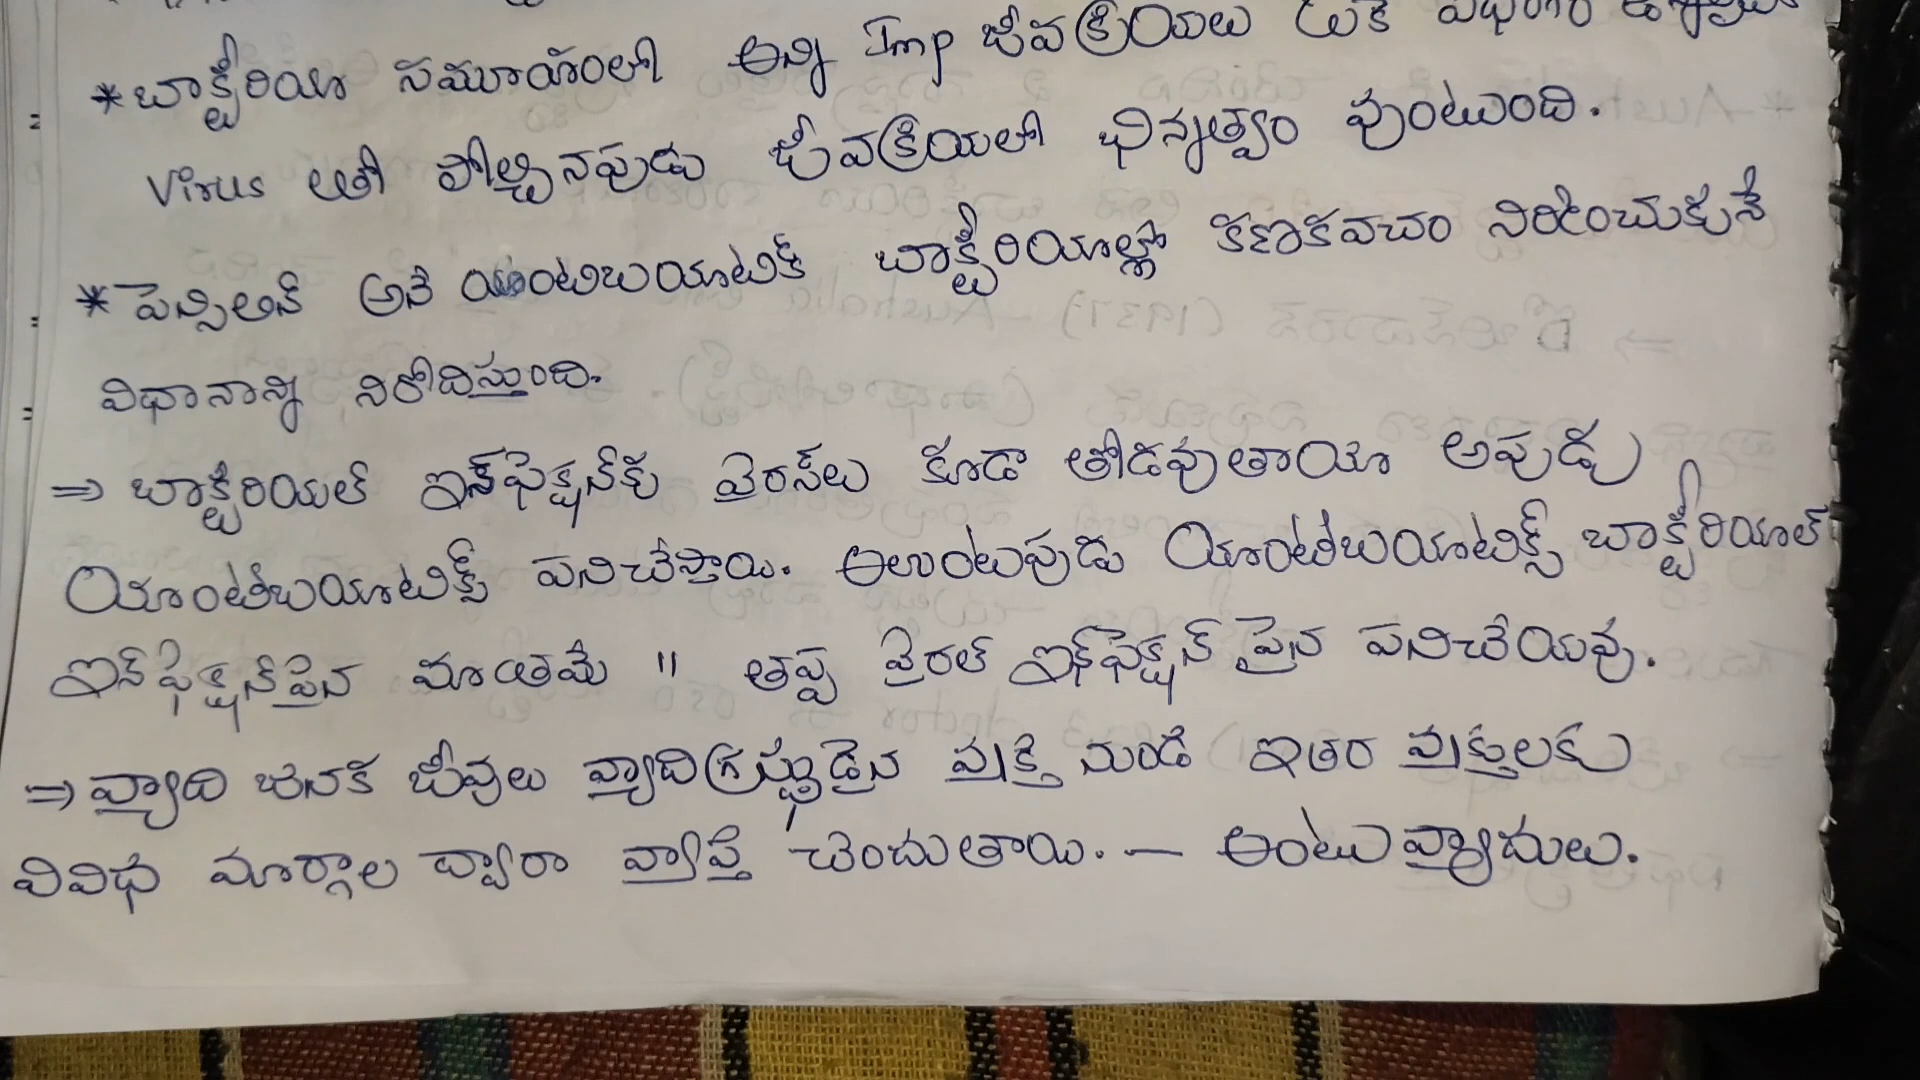 * బాక్టీరియా సమూహంలో అన్ని Imp జీవక్రియలు ఒకే
Virus లతో పోల్చినపుడు జీవక్రియలో భిన్నత్వం వుంటుంది.
* పెన్సిలిన్ అనే యాంటిబయాటిక్ బాక్టీరియాల్లో కణకవచం నిర్మించుకునే
విధానాన్ని నిరోదిస్తుంది.
⇒ బాక్టీరియల్ ఇన్‌ఫెక్షన్‌కు వైరస్‌లు కూడా తోడవుతాయో అపుడు
యాంటీబయాటిక్స్ పనిచేస్తాయి. అలాంటపుడు యాంటీబయాటిక్స్ బాక్టీరియాల్
ఇన్‌ఫెక్షన్‌పైన మాత్రమే " తప్ప వైరల్ ఇన్‌ఫెక్షన్ పైన పనిచేయవు.
⇒ వ్యాది జనక జీవులు వ్యాదిగ్రస్థుడైన వ్యక్తి నుండి ఇతర వ్యక్తులకు
వివిధ మార్గాల ద్వారా వ్యాప్తి చెందుతాయి. — అంటు వ్యాదులు.